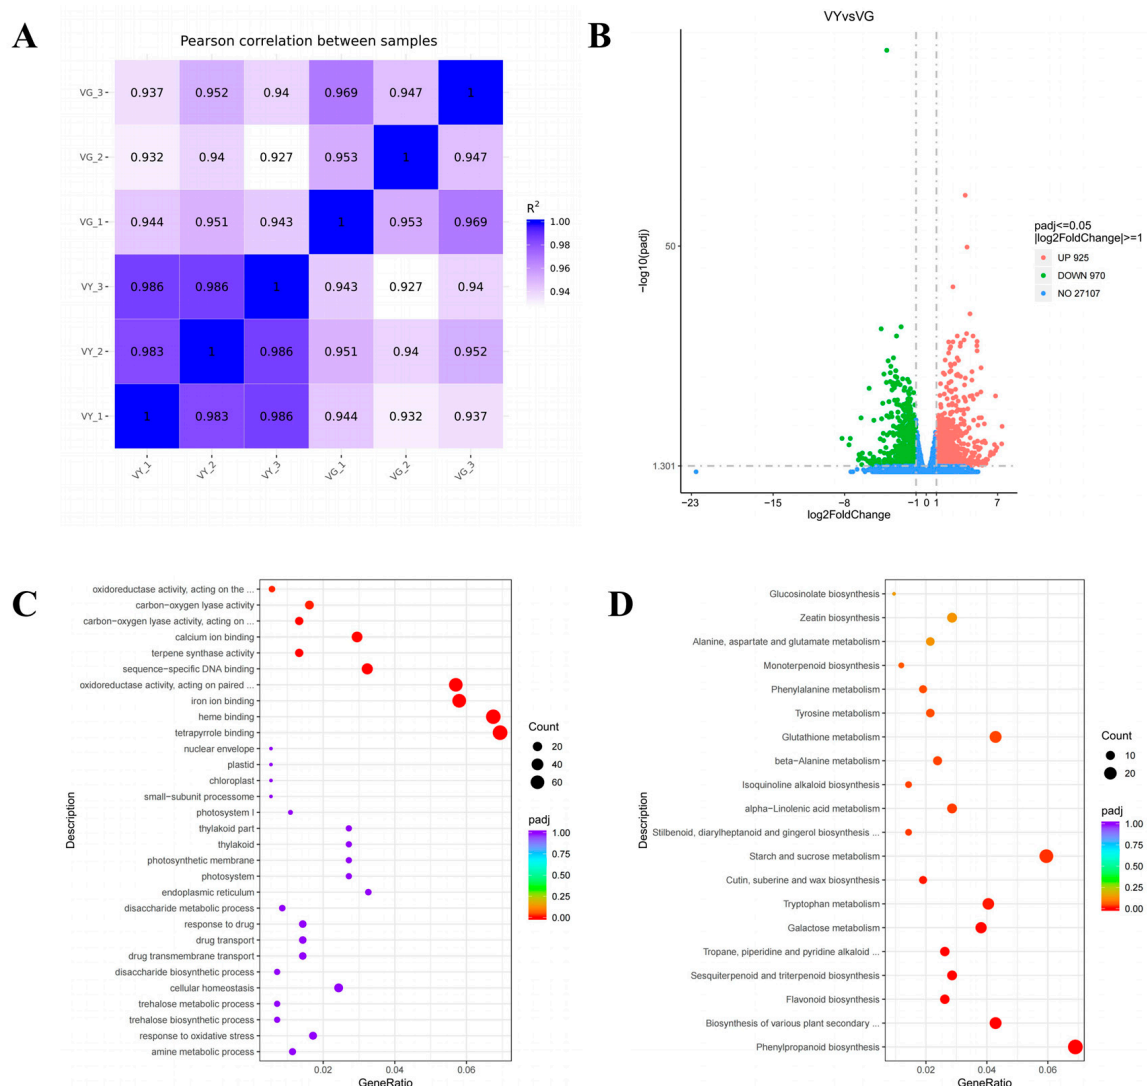 A
Pearson correlation between samples
VG_3 0.937 0.952 0.94 0.969 0.947 1
VG_2 0.932 0.94 0.927 0.953 1 0.947
VG_1 0.944 0.951 0.943 1 0.953 0.969
VY_3 0.986 0.986 1 0.943 0.927 0.94
VY_2 0.983 1 0.986 0.951 0.94 0.952
VY_1 1 0.983 0.986 0.944 0.932 0.937
VY_1 VY_2 VY_3 VG_1 VG_2 VG_3
R²
1.00
0.98
0.96
0.94
B
VYvsVG
−log10(padj)
50
1.301
−23 −15 −8 −1 0 1 7
log2FoldChange
padj<=0.05
|log2FoldChange|>=1
UP 925
DOWN 970
NO 27107
C
Description
oxidoreductase activity, acting on the ...
carbon−oxygen lyase activity
carbon−oxygen lyase activity, acting on ...
calcium ion binding
terpene synthase activity
sequence−specific DNA binding
oxidoreductase activity, acting on paired ...
iron ion binding
heme binding
tetrapyrrole binding
nuclear envelope
plastid
chloroplast
small−subunit processome
photosystem I
thylakoid part
thylakoid
photosynthetic membrane
photosystem
endoplasmic reticulum
disaccharide metabolic process
response to drug
drug transport
drug transmembrane transport
disaccharide biosynthetic process
cellular homeostasis
trehalose metabolic process
trehalose biosynthetic process
response to oxidative stress
amine metabolic process
0.02 0.04 0.06
GeneRatio
Count
20
40
60
padj
1.00
0.75
0.50
0.25
0.00
D
Description
Glucosinolate biosynthesis
Zeatin biosynthesis
Alanine, aspartate and glutamate metabolism
Monoterpenoid biosynthesis
Phenylalanine metabolism
Tyrosine metabolism
Glutathione metabolism
beta−Alanine metabolism
Isoquinoline alkaloid biosynthesis
alpha−Linolenic acid metabolism
Stilbenoid, diarylheptanoid and gingerol biosynthesis ...
Starch and sucrose metabolism
Cutin, suberine and wax biosynthesis
Tryptophan metabolism
Galactose metabolism
Tropane, piperidine and pyridine alkaloid ...
Sesquiterpenoid and triterpenoid biosynthesis
Flavonoid biosynthesis
Biosynthesis of various plant secondary ...
Phenylpropanoid biosynthesis
0.02 0.04 0.06
GeneRatio
Count
10
20
padj
1.00
0.75
0.50
0.25
0.00